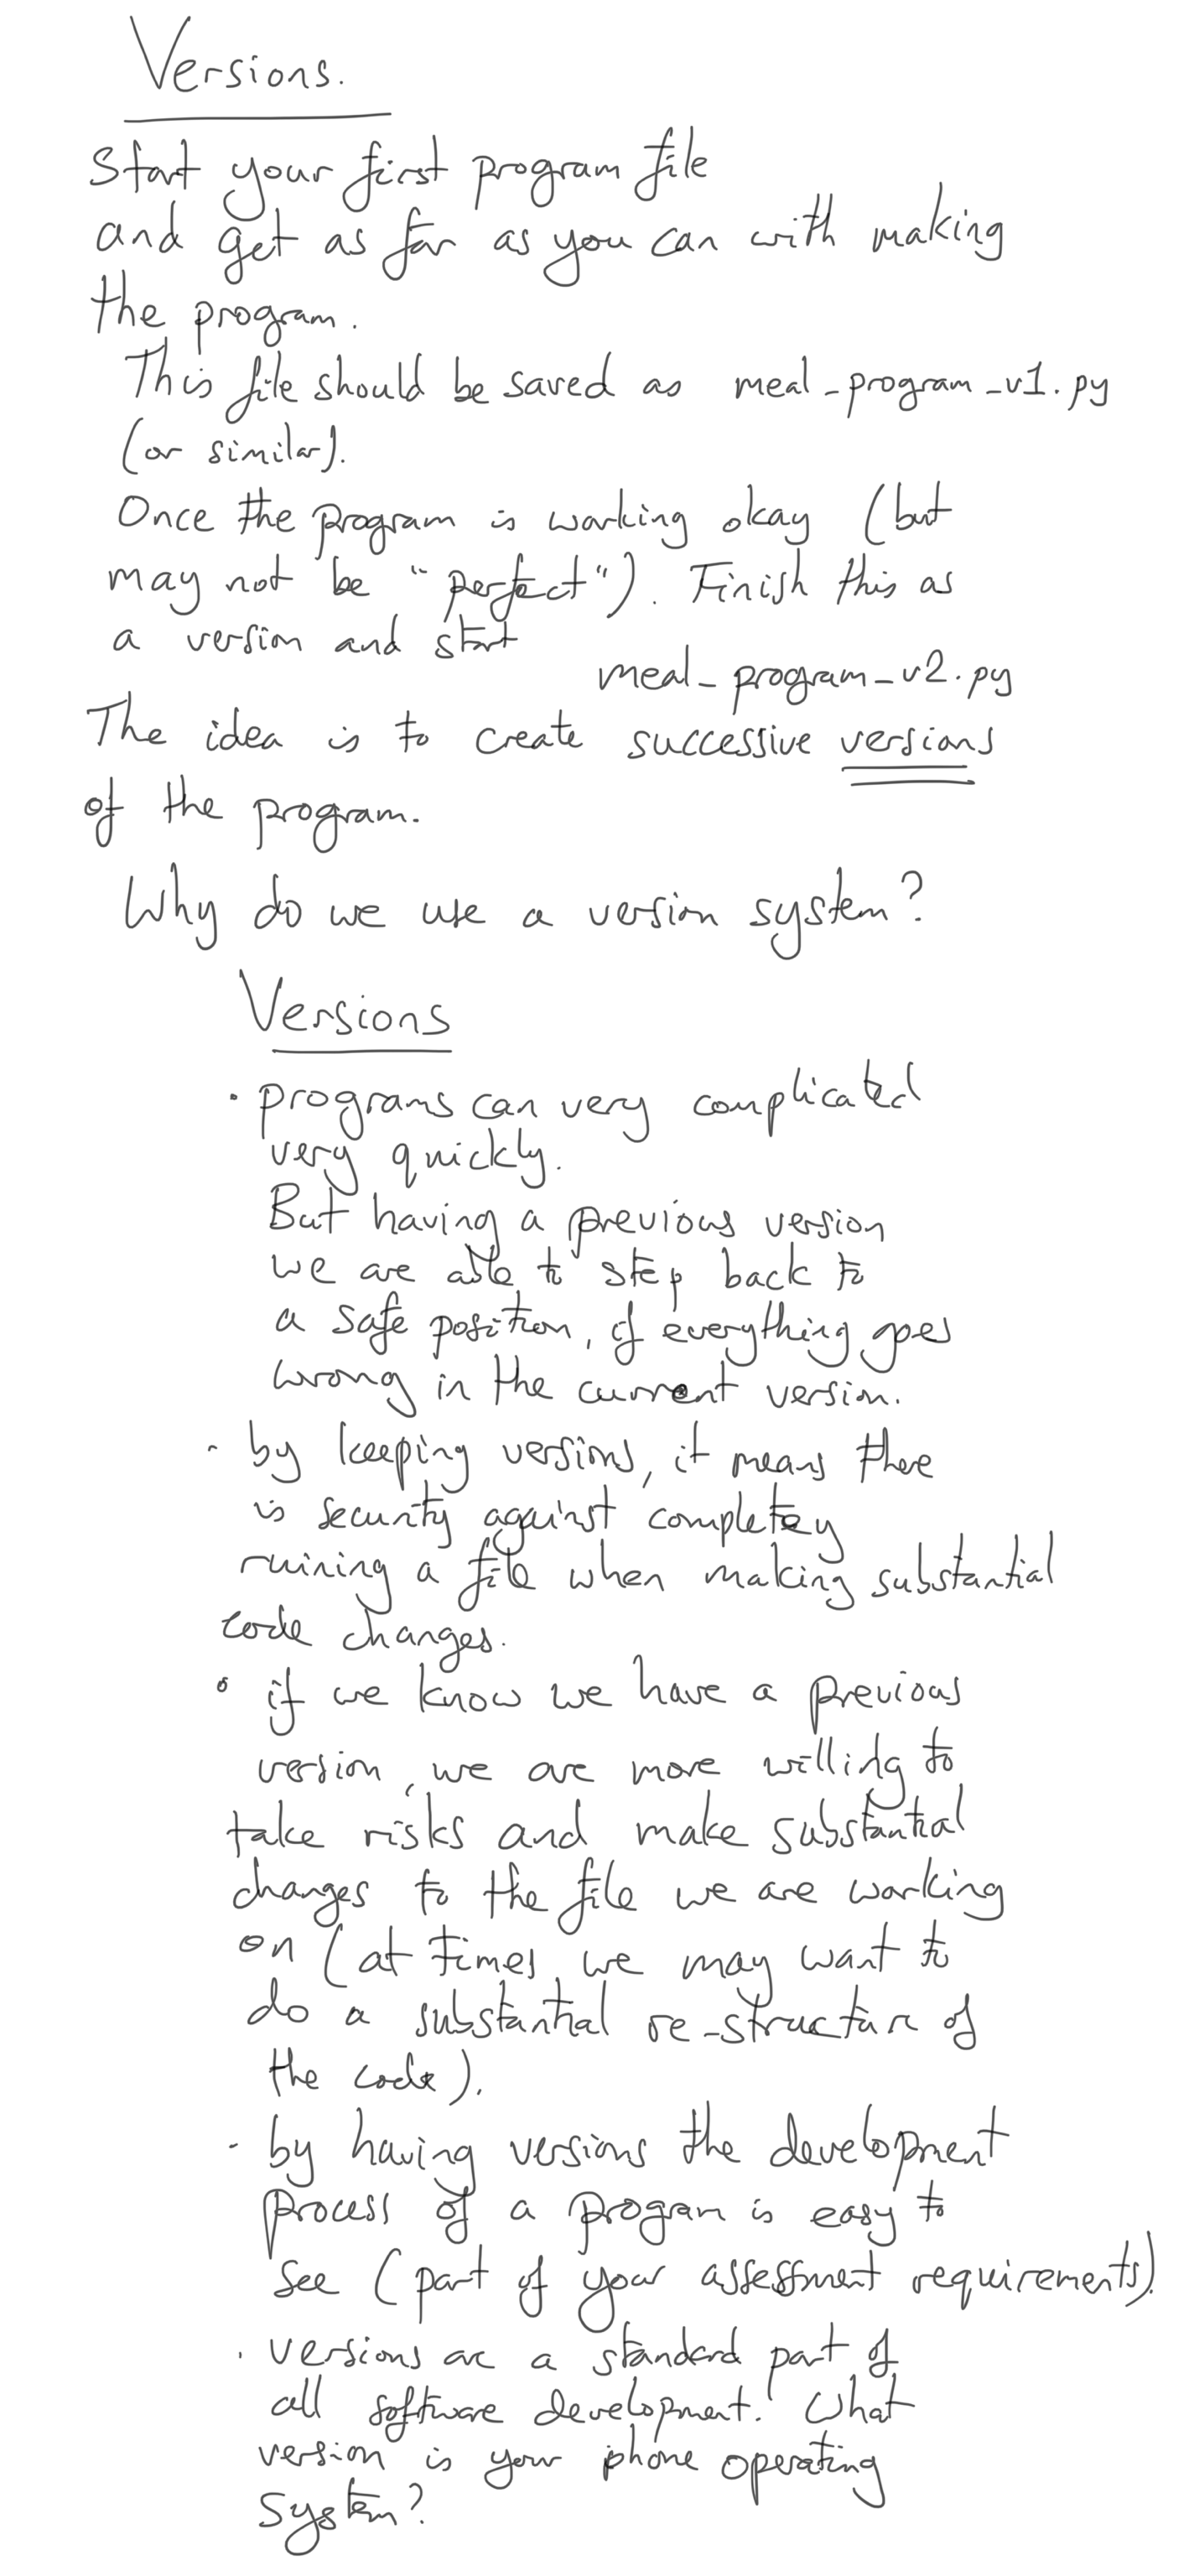 Versions.
Start your first program file
and get as far as you can with making
the program.
This file should be saved as meal_program_v1.py
(or similar).
Once the program is working okay (but
may not be "perfect"). Finish this as
a version and start
meal_program_v2.py
The idea is to create successive versions
of the program.
Why do we use a version system?
Versions
• programs can very complicated
very quickly.
But having a previous version
we are able to step back to
a safe position, if everything goes
wrong in the current version.
- by keeping versions, it means there
is security against completey
ruining a file when making substantial
code changes.
• if we know we have a previous
version, we are more willing to
take risks and make substantial
changes to the file we are working
on (at times we may want to
do a substantial re-structure of
the code).
- by having versions the development
process of a program is easy to
see (part of your assessment requirements).
• versions are a standard part of
all software development! What
version is your phone operating
system?